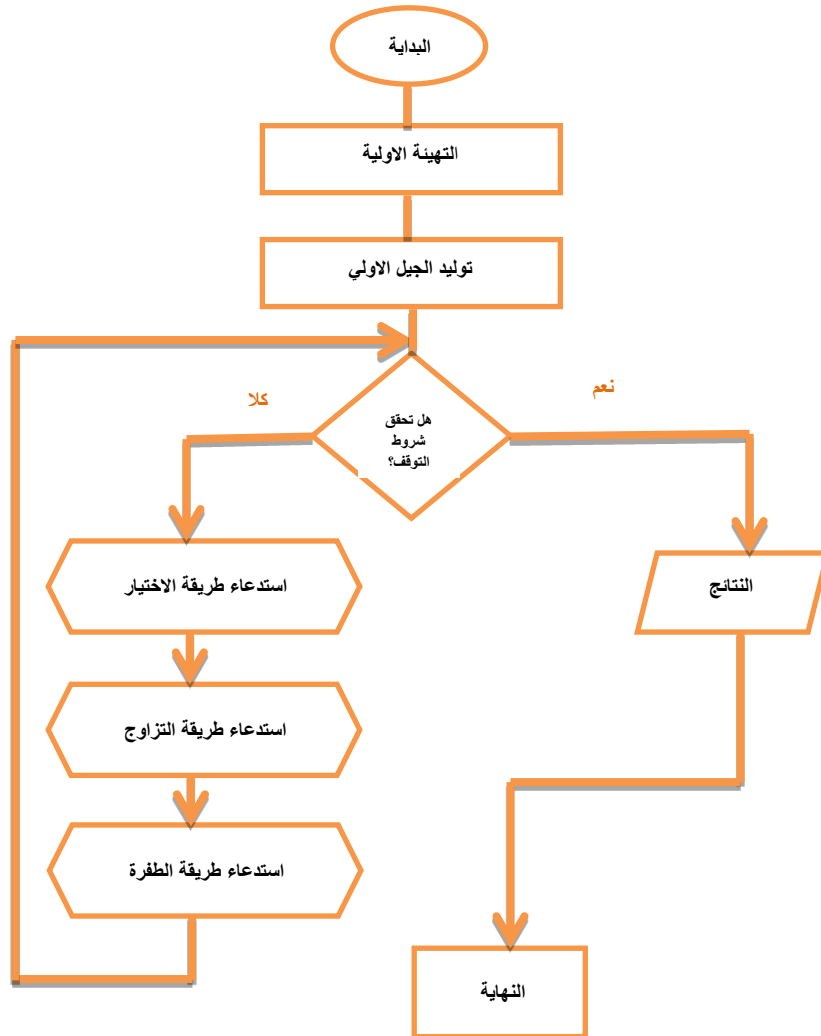 البداية
التهيئة الاولية
توليد الجيل الاولي
نعم
كلا
هل تحقق
شروط
التوقف؟
استدعاء طريقة الاختيار
النتائج
استدعاء طريقة التزاوج
استدعاء طريقة الطفرة
النهاية